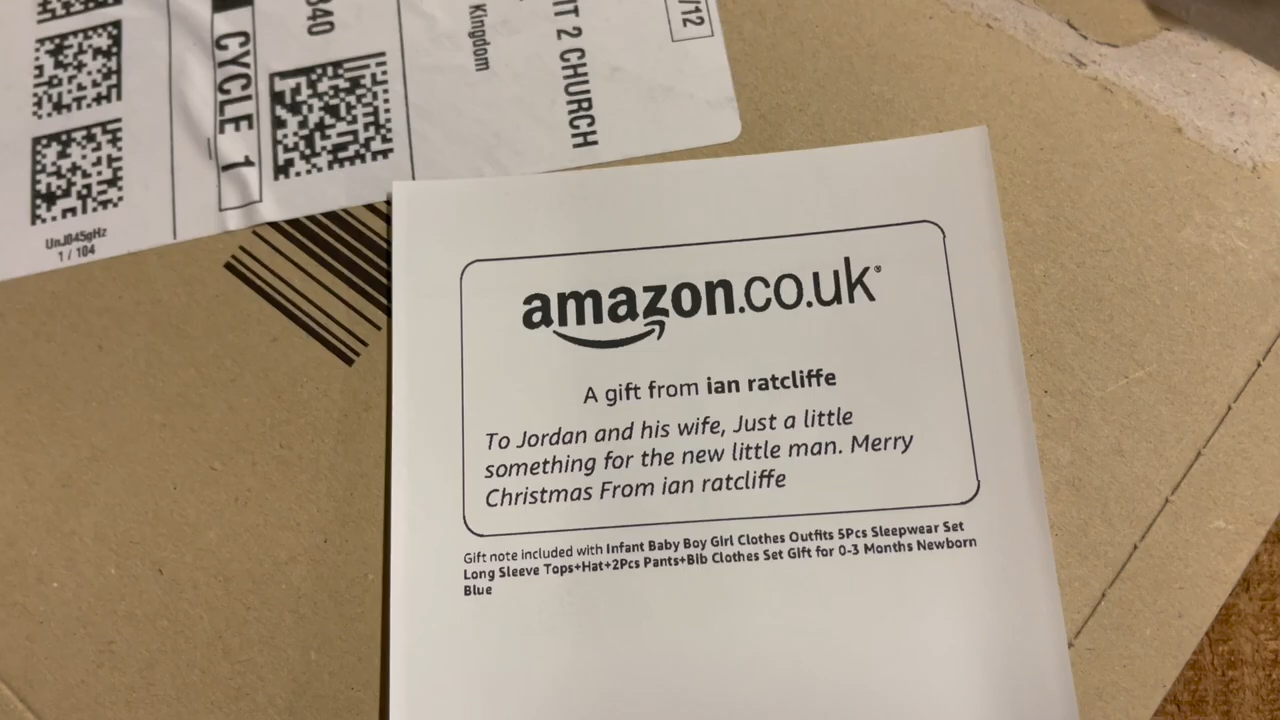 /12
IT 2 CHURCH
Kingdom
340
CYCLE 1
UnJ045gHz
1 / 104
amazon.co.uk
A gift from ian ratcliffe
To Jordan and his wife, Just a little
something for the new little man. Merry
Christmas From ian ratcliffe
Gift note included with Infant Baby Boy Girl Clothes Outfits 5Pcs Sleepwear Set
Long Sleeve Tops+Hat+2Pcs Pants+Bib Clothes Set Gift for 0-3 Months Newborn
Blue